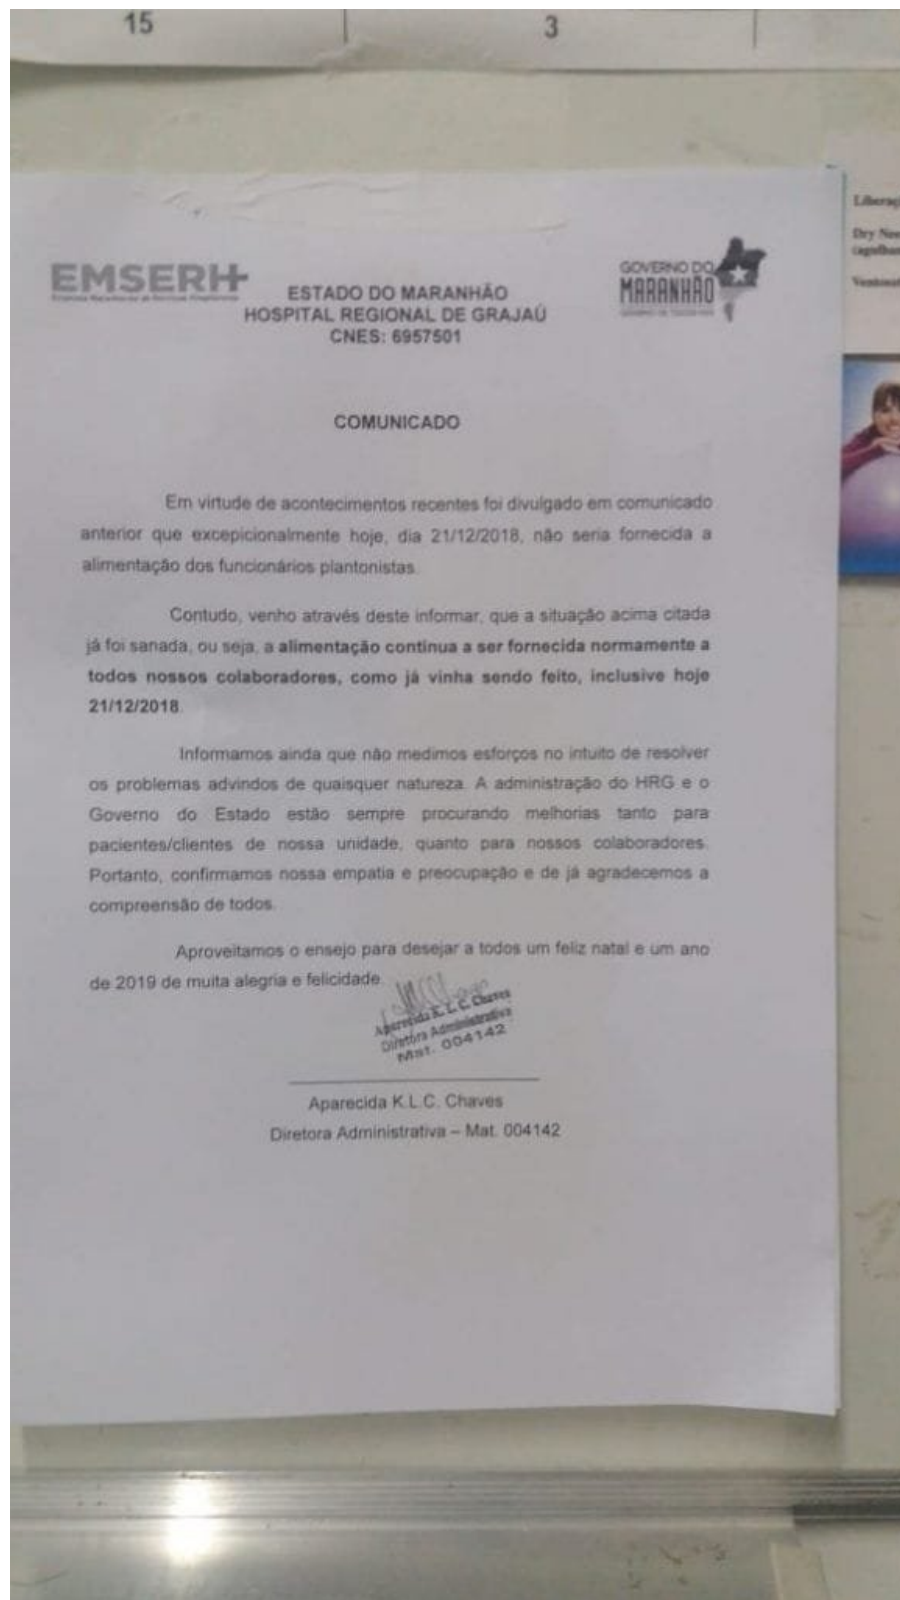 15 3
EMSERH
GOVERNO DO
MARANHÃO
ESTADO DO MARANHÃO
HOSPITAL REGIONAL DE GRAJAÚ
CNES: 6957501
COMUNICADO
Em virtude de acontecimentos recentes foi divulgado em comunicado
anterior que excepicionalmente hoje, dia 21/12/2018, não seria fornecida a
alimentação dos funcionários plantonistas.
Contudo, venho através deste informar, que a situação acima citada
já foi sanada, ou seja, a alimentação continua a ser fornecida normamente a
todos nossos colaboradores, como já vinha sendo feito, inclusive hoje
21/12/2018.
Informamos ainda que não medimos esforços no intuito de resolver
os problemas advindos de quaisquer natureza. A administração do HRG e o
Governo do Estado estão sempre procurando melhorias tanto para
pacientes/clientes de nossa unidade, quanto para nossos colaboradores.
Portanto, confirmamos nossa empatia e preocupação e de já agradecemos a
compreensão de todos.
Aproveitamos o ensejo para desejar a todos um feliz natal e um ano
de 2019 de muita alegria e felicidade.
Aparecida K. L. C. Chaves
Diretora Administrativa
Mat. 004142
Aparecida K.L.C. Chaves
Diretora Administrativa – Mat. 004142
Dry